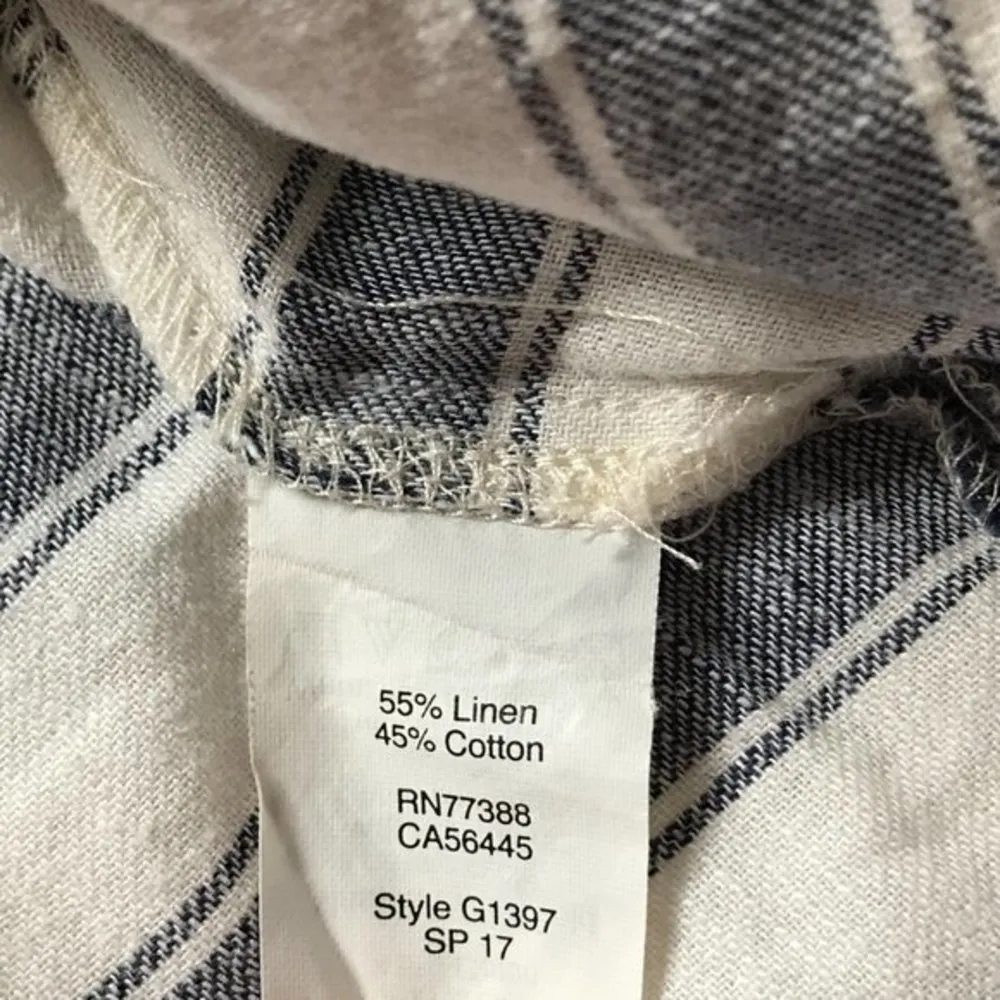 55% Linen
45% Cotton
RN77388
CA56445
Style G1397
SP 17